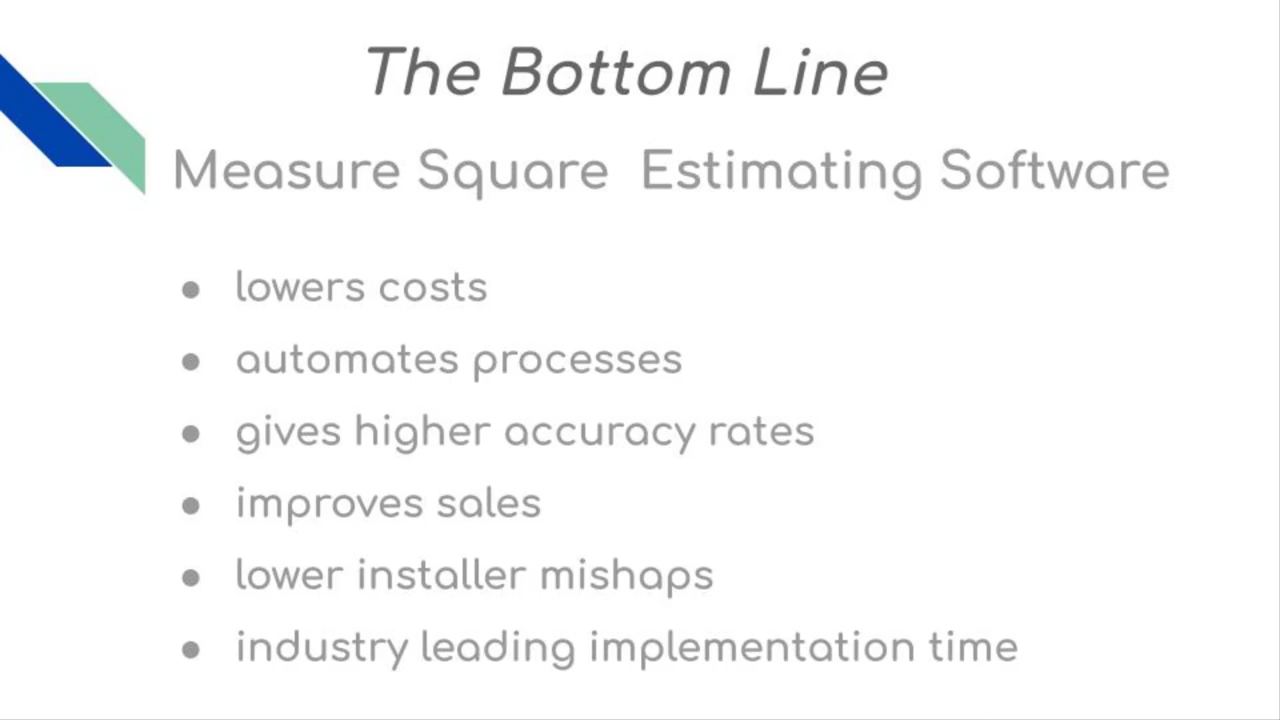 The Bottom Line
Measure Square  Estimating Software
● lowers costs
● automates processes
● gives higher accuracy rates
● improves sales
● lower installer mishaps
● industry leading implementation time